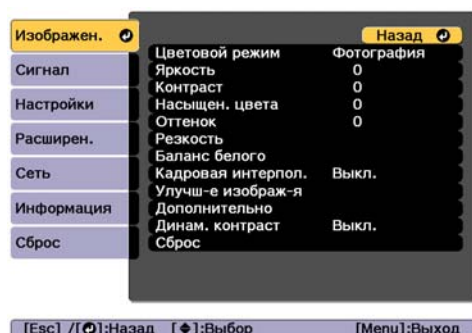 Изображен.
Сигнал
Настройки
Расширен.
Сеть
Информация
Сброс
Назад
Цветовой режим Фотография
Яркость 0
Контраст 0
Насыщен. цвета 0
Оттенок 0
Резкость
Баланс белого
Кадровая интерпол. Выкл.
Улучш-е изображ-я
Дополнительно
Динам. контраст Выкл.
Сброс
[Esc] /[ ]:Назад [ ]:Выбор [Menu]:Выход